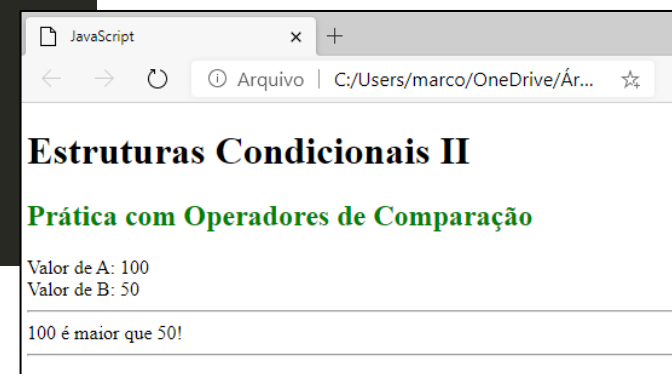 JavaScript
Arquivo | C:/Users/marco/OneDrive/Ár...
Estruturas Condicionais II
Prática com Operadores de Comparação
Valor de A: 100
Valor de B: 50
100 é maior que 50!